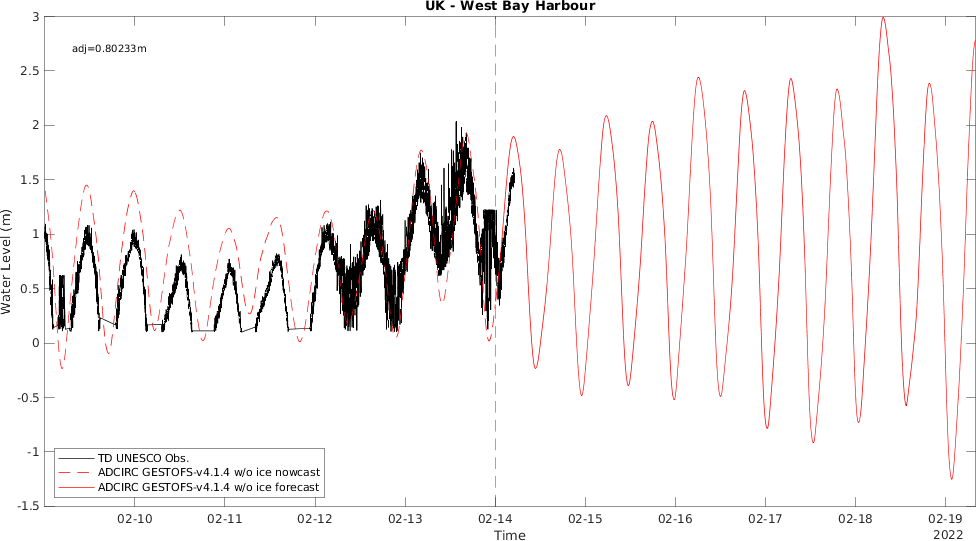 UK - West Bay Harbour
adj=0.80233m
3
2.5
2
1.5
1
0.5
0
-0.5
-1
-1.5
Water Level (m)
TD UNESCO Obs.
ADCIRC GESTOFS-v4.1.4 w/o ice nowcast
ADCIRC GESTOFS-v4.1.4 w/o ice forecast
02-10 02-11 02-12 02-13 02-14 02-15 02-16 02-17 02-18 02-19
Time
2022